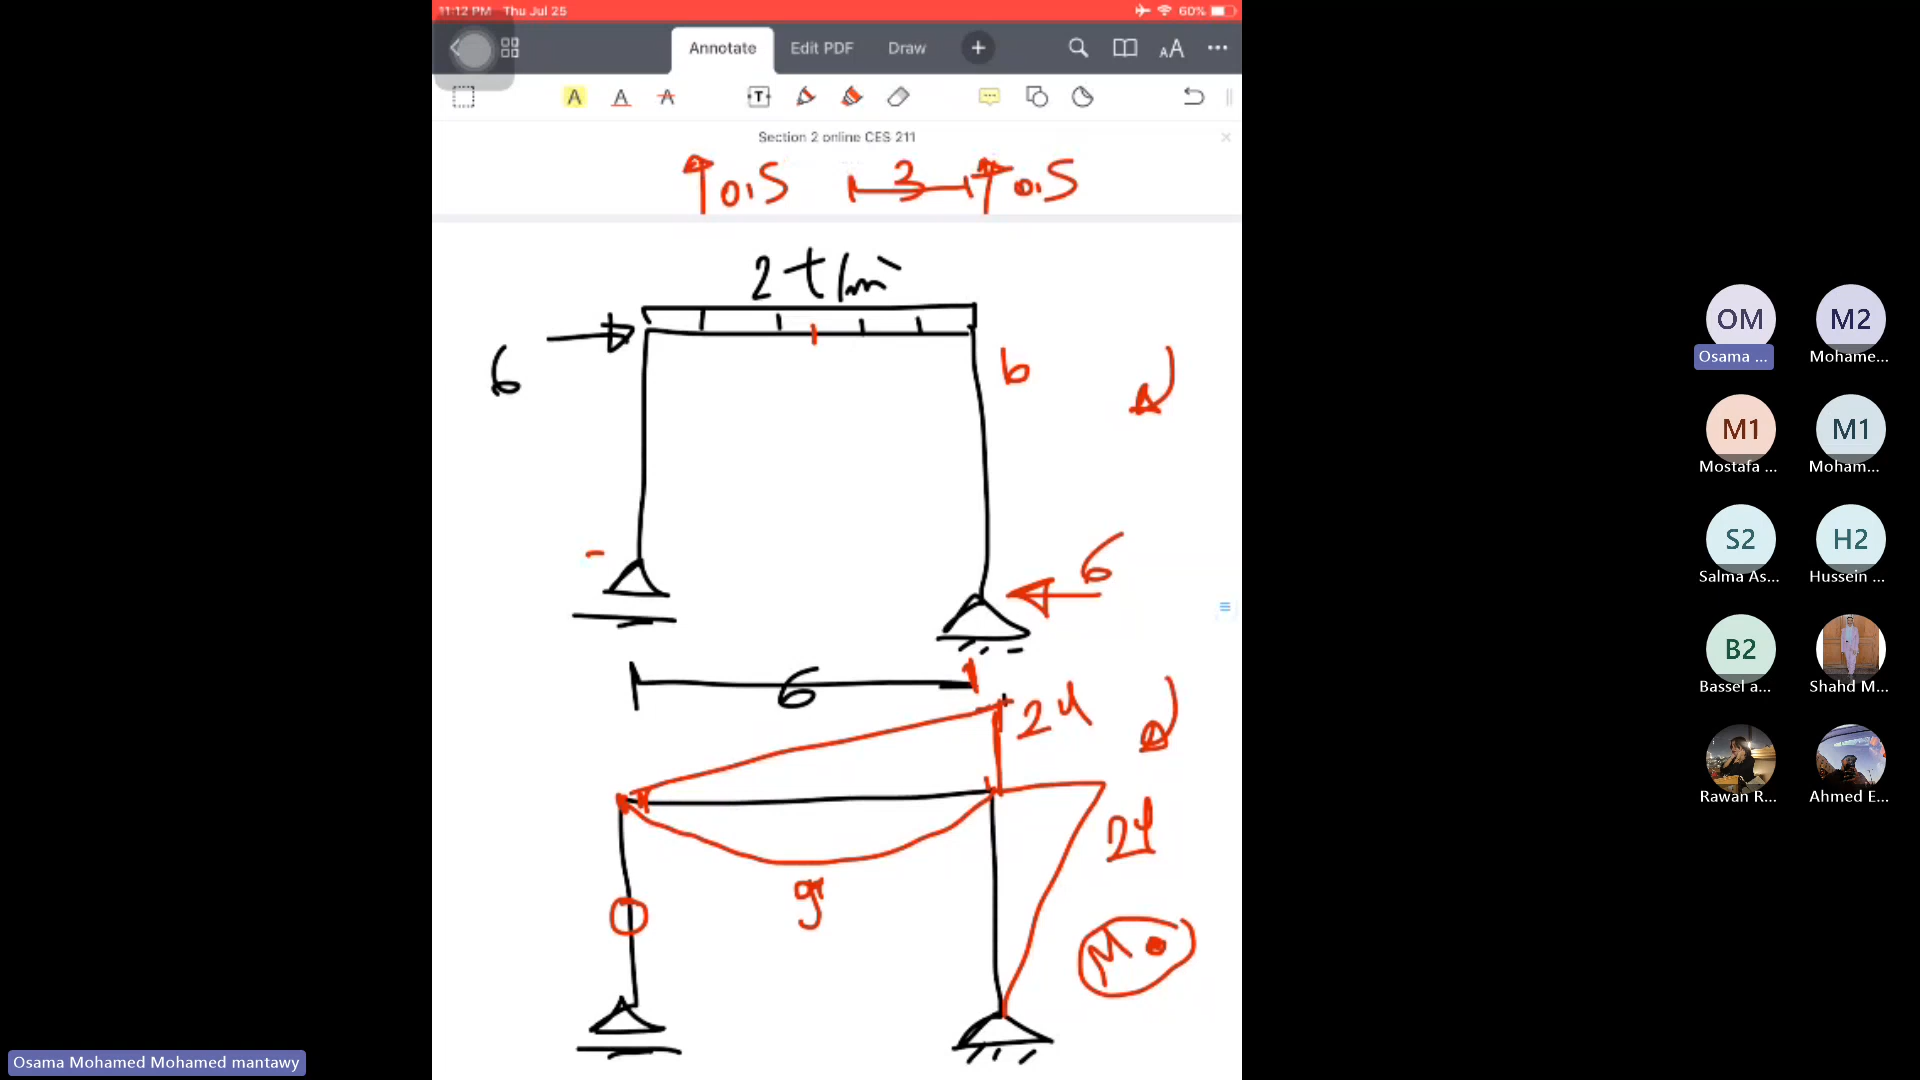 11:12 PM Thu Jul 25 60%
Annotate Edit PDF Draw
A A A T
Section 2 online CES 211
0.5 3 0.5
2 t/m'
6
b
6
6
24
24
9
M
OM M2
Osama ... Mohame...
M1 M1
Mostafa ... Moham...
S2 H2
Salma As... Hussein ...
B2
Bassel a... Shahd M...
Rawan R... Ahmed E...
Osama Mohamed Mohamed mantawy